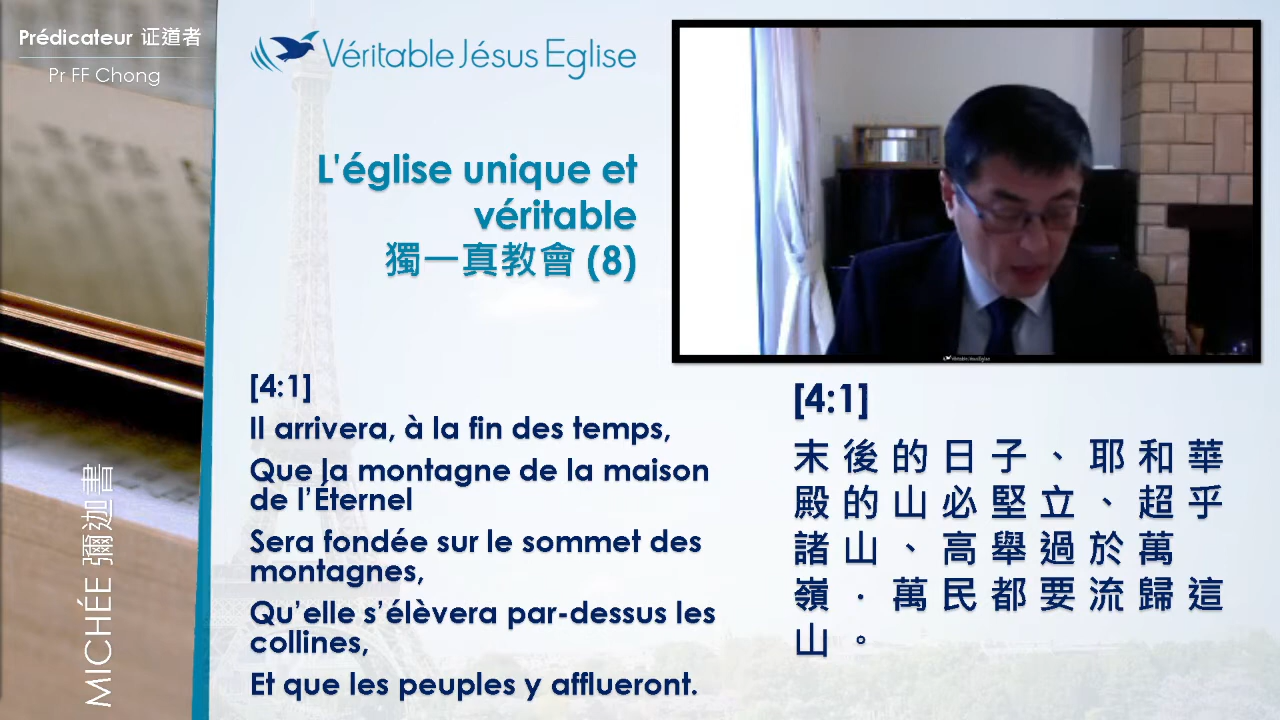 Prédicateur 证道者
Pr FF Chong
Véritable Jésus Eglise
L'église unique et
véritable
獨一真教會 (8)
[4:1]
Il arrivera, à la fin des temps,
Que la montagne de la maison
de l’Éternel
Sera fondée sur le sommet des
montagnes,
Qu’elle s’élèvera par-dessus les
collines,
Et que les peuples y afflueront.
[4:1]
末後的日子、耶和華
殿的山必堅立、超乎
諸山、高舉過於萬
嶺．萬民都要流歸這
山。
MICHÉE 彌迦書
Véritable Jésus Eglise